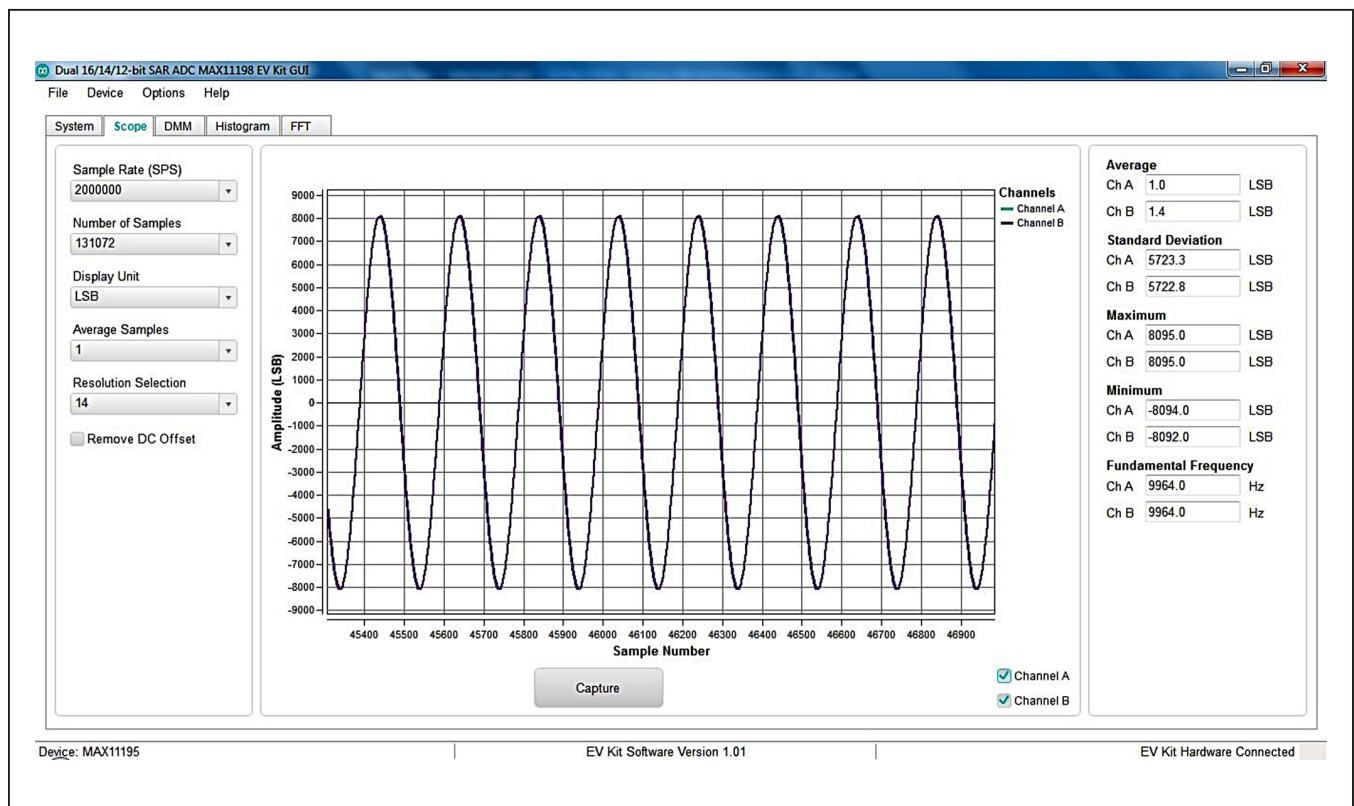 Dual 16/14/12-bit SAR ADC MAX11198 EV Kit GUI
File Device Options Help
System Scope DMM Histogram FFT
Sample Rate (SPS)
2000000
Number of Samples
131072
Display Unit
LSB
Average Samples
1
Resolution Selection
14
Remove DC Offset
Amplitude (LSB)
9000
8000
7000
6000
5000
4000
3000
2000
1000
0
-1000
-2000
-3000
-4000
-5000
-6000
-7000
-8000
-9000
45400 45500 45600 45700 45800 45900 46000 46100 46200 46300 46400 46500 46600 46700 46800 46900
Sample Number
Channels
Channel A
Channel B
Capture
Channel A
Channel B
Average
Ch A 1.0 LSB
Ch B 1.4 LSB
Standard Deviation
Ch A 5723.3 LSB
Ch B 5722.8 LSB
Maximum
Ch A 8095.0 LSB
Ch B 8095.0 LSB
Minimum
Ch A -8094.0 LSB
Ch B -8092.0 LSB
Fundamental Frequency
Ch A 9964.0 Hz
Ch B 9964.0 Hz
Device: MAX11195
EV Kit Software Version 1.01
EV Kit Hardware Connected